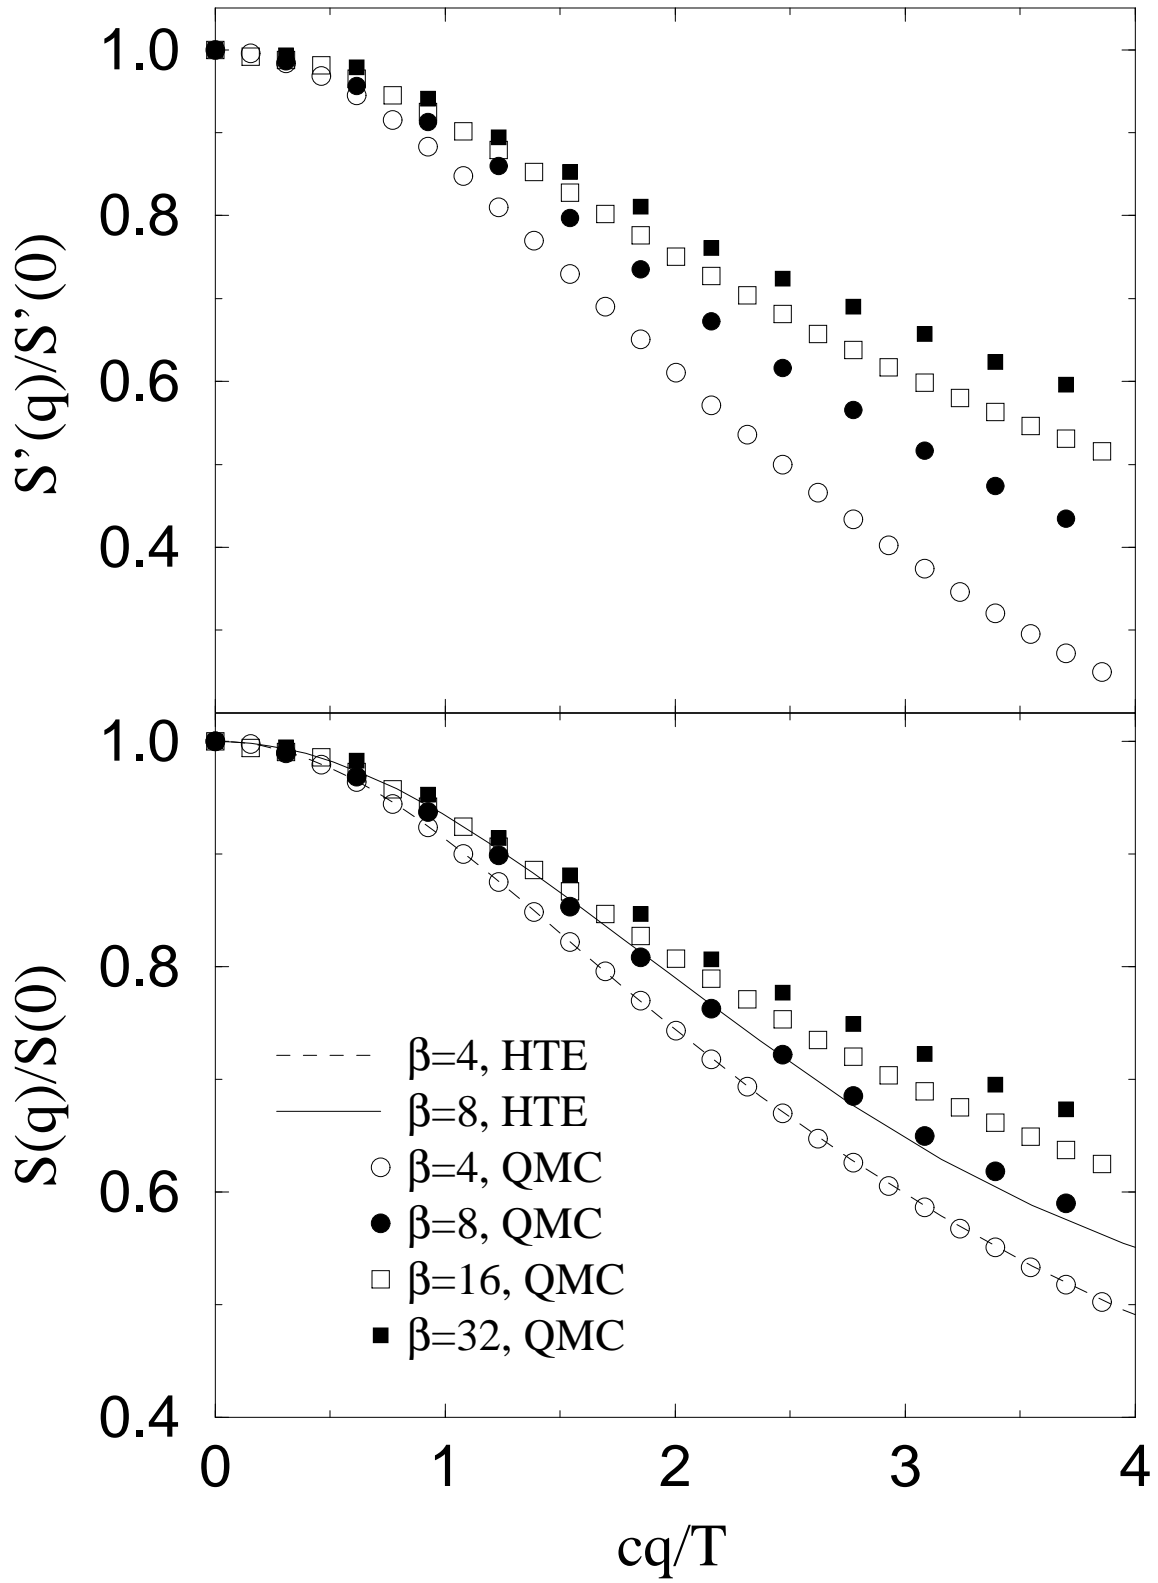 1.0
0.8
0.6
0.4
S’(q)/S’(0)
1.0
0.8
0.6
0.4
S(q)/S(0)
β=4, HTE
β=8, HTE
β=4, QMC
β=8, QMC
β=16, QMC
β=32, QMC
0 1 2 3 4
cq/T